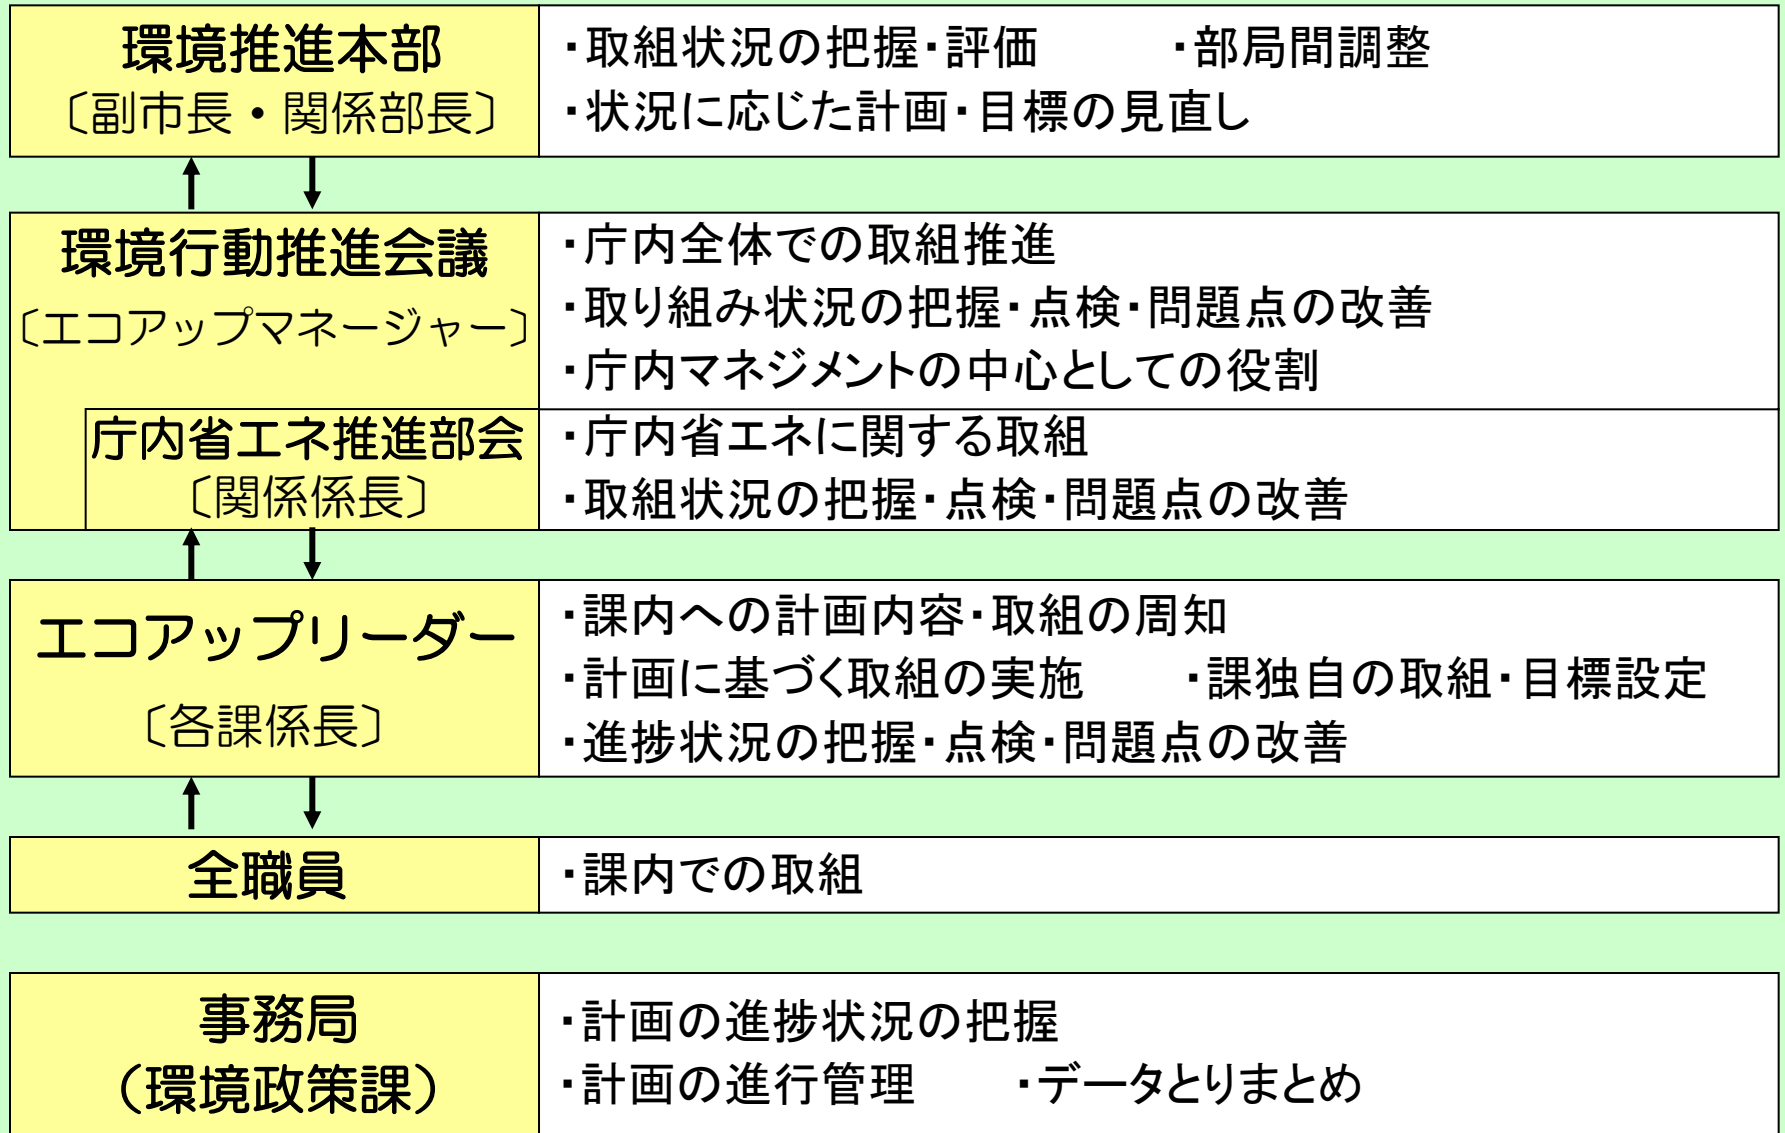 環境推進本部
〔副市長・関係部長〕
・取組状況の把握・評価　　・部局間調整
・状況に応じた計画・目標の見直し
環境行動推進会議
〔エコアップマネージャー〕
・庁内全体での取組推進
・取り組み状況の把握・点検・問題点の改善
・庁内マネジメントの中心としての役割
庁内省エネ推進部会
〔関係係長〕
・庁内省エネに関する取組
・取組状況の把握・点検・問題点の改善
エコアップリーダー
〔各課係長〕
・課内への計画内容・取組の周知
・計画に基づく取組の実施　　・課独自の取組・目標設定
・進捗状況の把握・点検・問題点の改善
全職員
・課内での取組
事務局
（環境政策課）
・計画の進捗状況の把握
・計画の進行管理　　・データとりまとめ